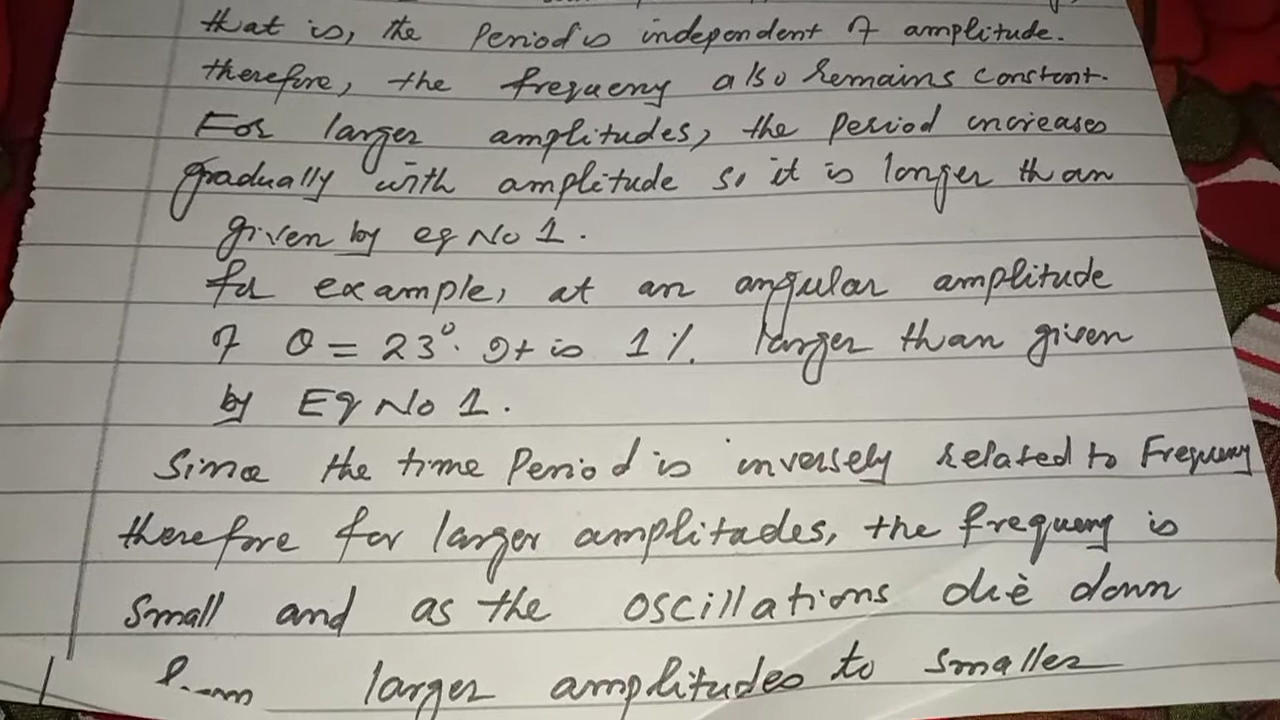 that is, the Period is independent of amplitude.
therefore, the frequency also remains constant.
For larger amplitudes, the period increases
gradually with amplitude so it is longer than
given by eq No 1.
for example, at an angular amplitude
of θ = 23°. It is 1% larger than given
by Eq No 1.
Since the time Period is inversely related to Frequency
therefore for larger amplitudes, the frequency is
small and as the oscillations die down
from larger amplitudes to smaller